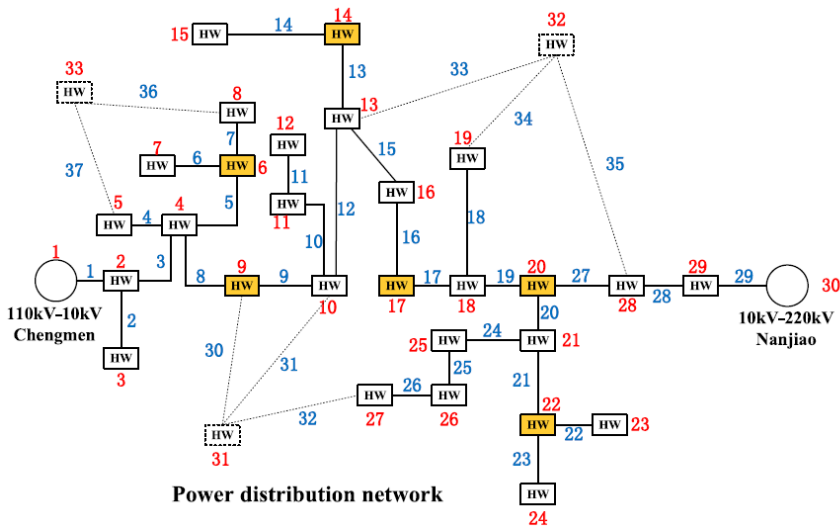 32
14
15
14
HW
HW
HW
33
13
33
HW
36
8
13
34
HW
HW
HW
12
19
7
7
HW
15
HW
35
37
6
HW
HW
6
11
HW
16
5
4
5
12
HW
11
18
HW
4
HW
10
16
1
2
3
9
20
29
HW
8
HW
9
HW
HW
17
HW
19
HW
27
HW
28
HW
29
30
1
10
17
18
28
110kV-10kV
Chengmen
10kV-220kV
Nanjiao
2
20
30
31
25
HW
24
HW
21
HW
3
25
21
HW
26
HW
32
27
26
22
HW
HW
23
22
HW
31
23
HW
24
Power distribution network